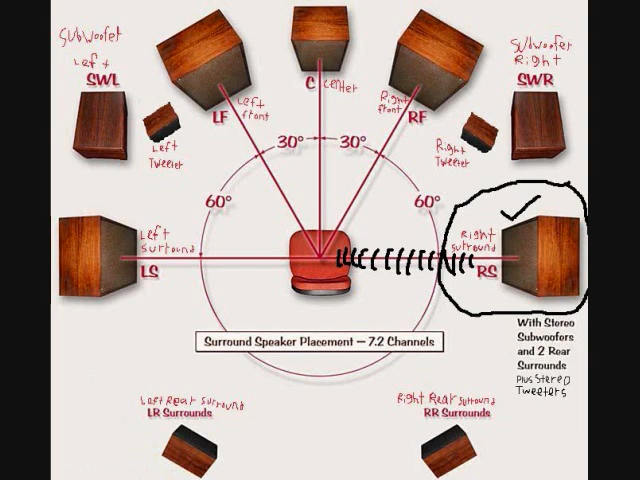 Subwoofer
Left
SWL
LF
Left
front
C
center
Right
front
RF
Subwoofer
Right
SWR
Left
Tweeter
30°
30°
Right
Tweeter
60°
60°
Left
surround
LS
Right
surround
RS
Surround Speaker Placement — 7.2 Channels
With Stereo
Subwoofers
and 2 Rear
Surrounds
Plus Stereo
Tweeters
Left Rear surround
LR Surrounds
Right Rear surround
RR Surrounds